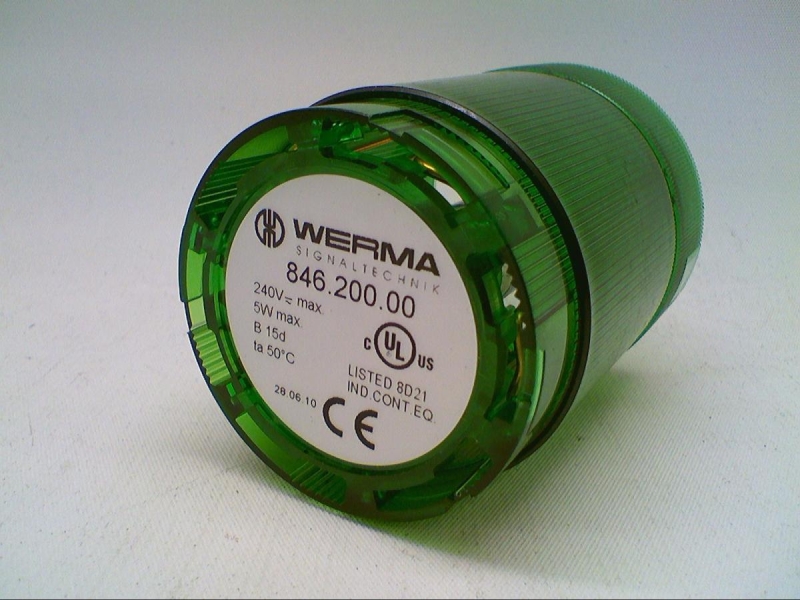 WERMA
SIGNALTECHNIK
846.200.00
240V⎓ max.
5W max.
B 15d
ta 50°C
C UL US
LISTED 8D21
IND.CONT.EQ.
28.06.10
CE